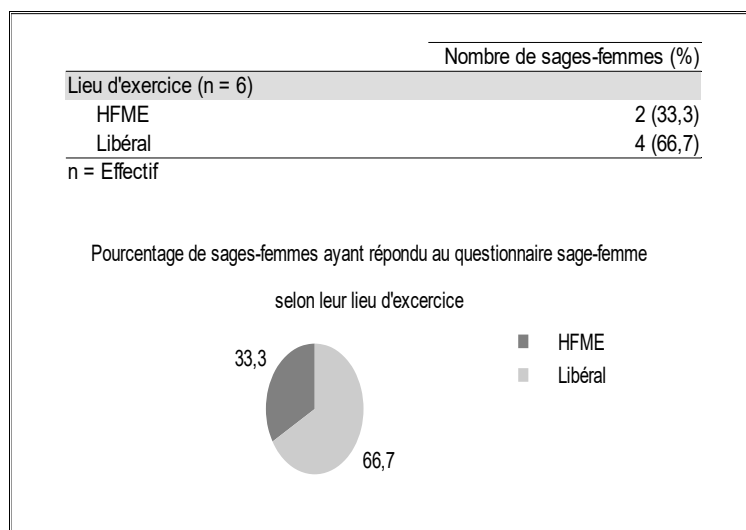 Nombre de sages-femmes (%)
Lieu d'exercice (n = 6)
HFME 2 (33,3)
Libéral 4 (66,7)
n = Effectif
Pourcentage de sages-femmes ayant répondu au questionnaire sage-femme
selon leur lieu d'excercice
33,3
66,7
HFME
Libéral